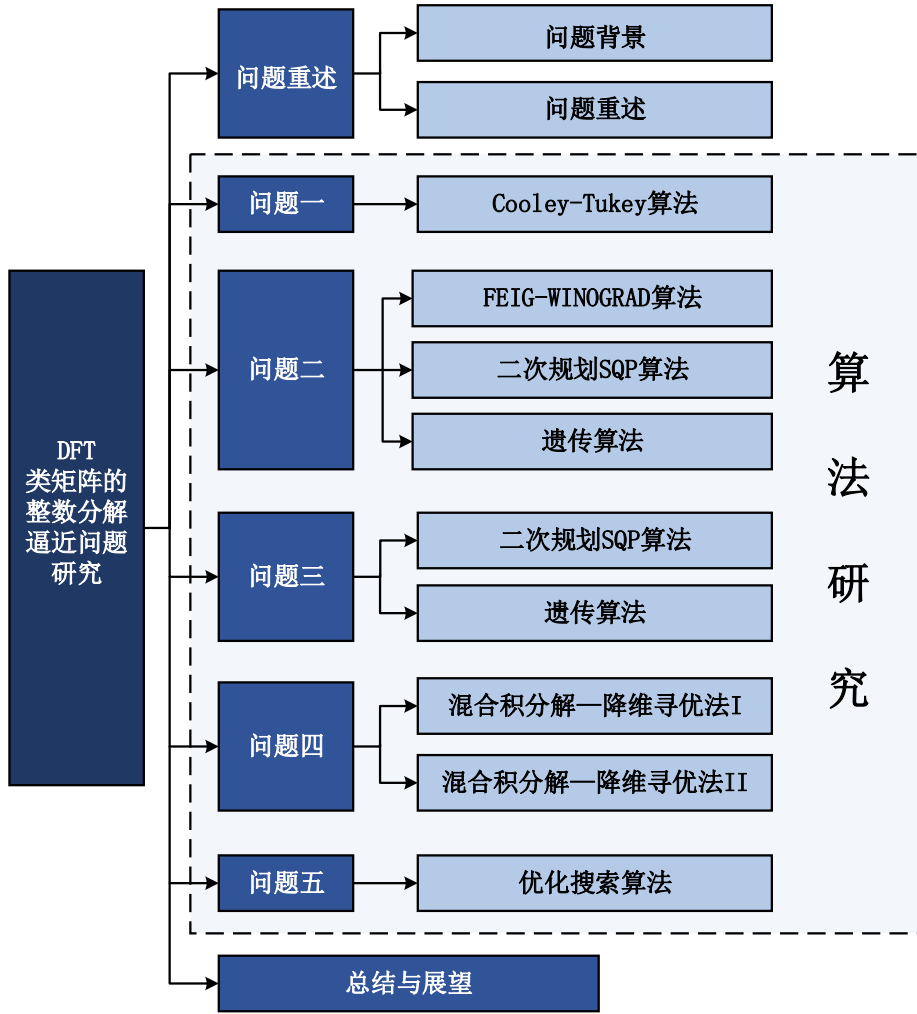 问题重述
问题背景
问题重述
问题一
Cooley-Tukey算法
问题二
FEIG-WINOGRAD算法
二次规划SQP算法
遗传算法
DFT
类矩阵的
整数分解
逼近问题
研究
问题三
二次规划SQP算法
遗传算法
问题四
混合积分解—降维寻优法I
混合积分解—降维寻优法II
问题五
优化搜索算法
算
法
研
究
总结与展望